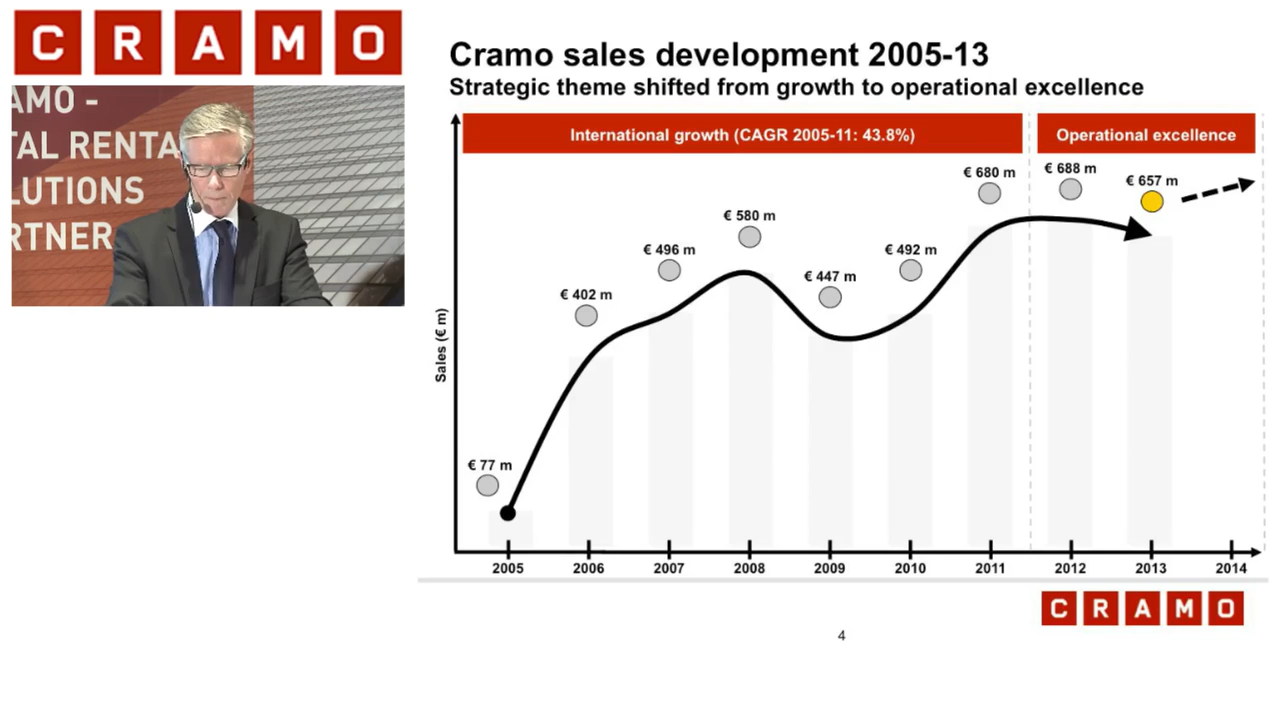 CRAMO
AMO -
TAL RENTA
LUTIONS
RTNER
Cramo sales development 2005-13
Strategic theme shifted from growth to operational excellence
International growth (CAGR 2005-11: 43.8%)
Operational excellence
€ 77 m
€ 402 m
€ 496 m
€ 580 m
€ 447 m
€ 492 m
€ 680 m
€ 688 m
€ 657 m
Sales (€ m)
2005 2006 2007 2008 2009 2010 2011 2012 2013 2014
CRAMO
4